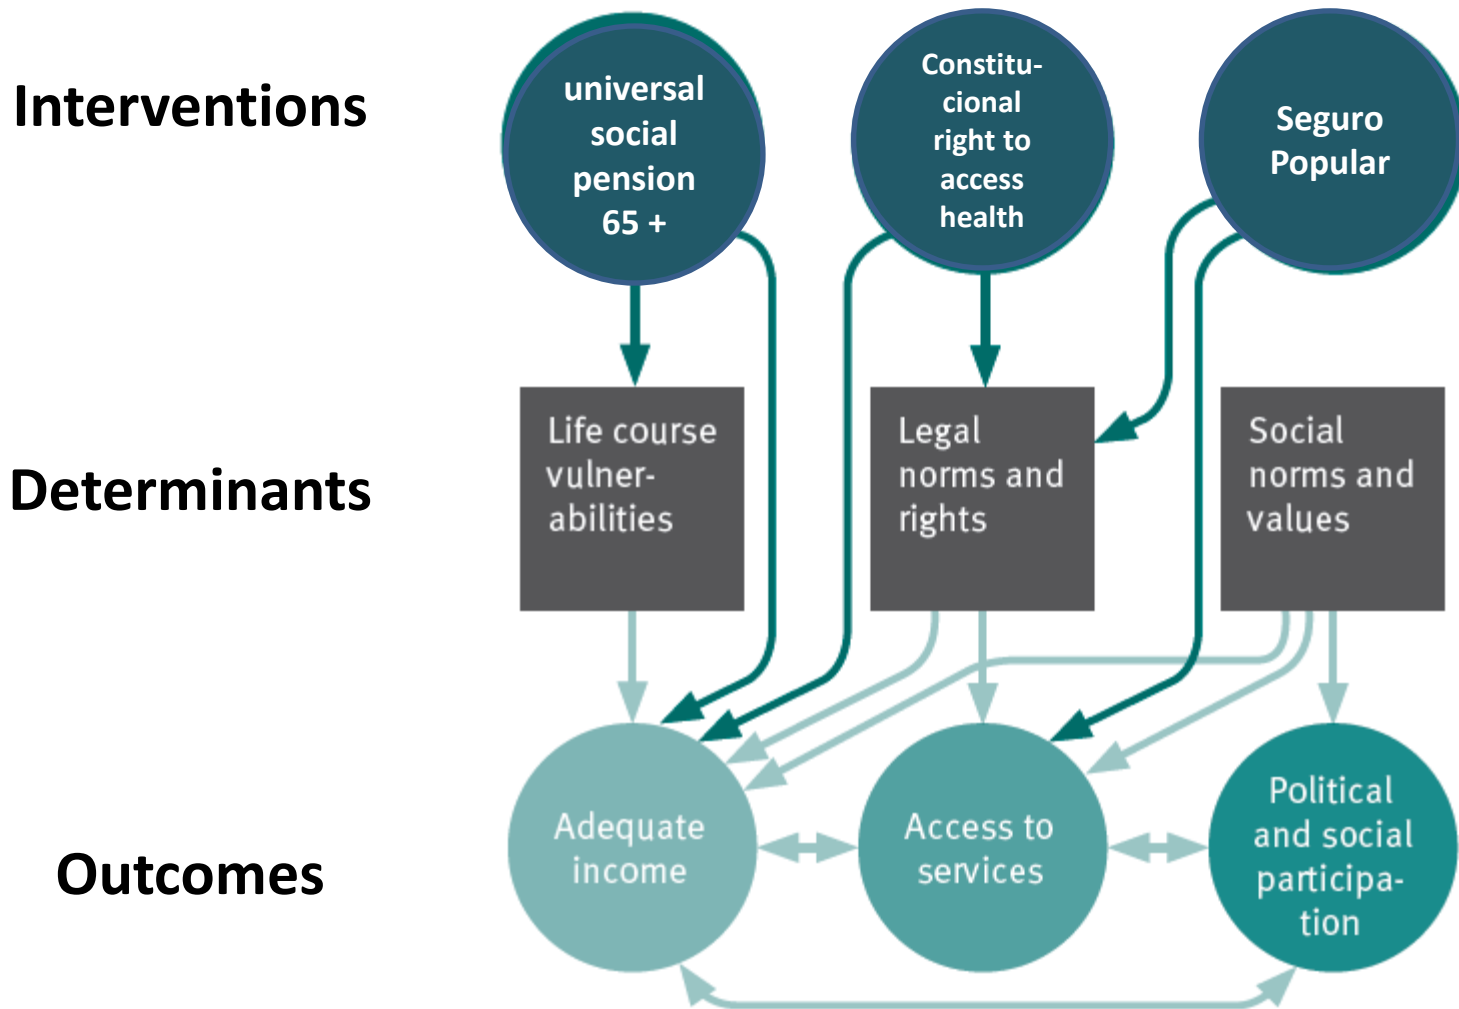 Interventions
universal
social
pension
65 +
Constitu-
cional
right to
access
health
Seguro
Popular
Determinants
Life course
vulner-
abilities
Legal
norms and
rights
Social
norms and
values
Outcomes
Adequate
income
Access to
services
Political
and social
participa-
tion